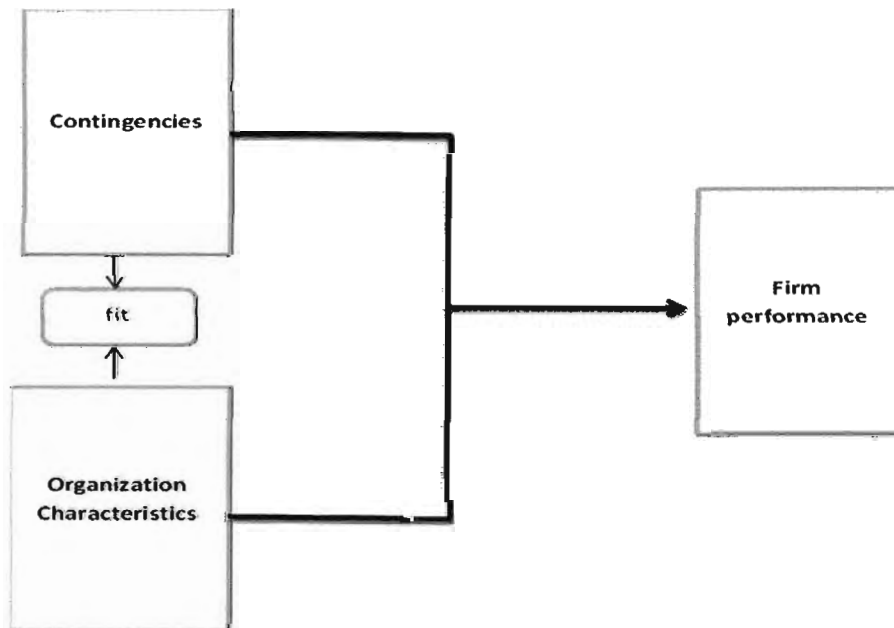 Contingencies
fit
Organization
Characteristics
Firm
performance